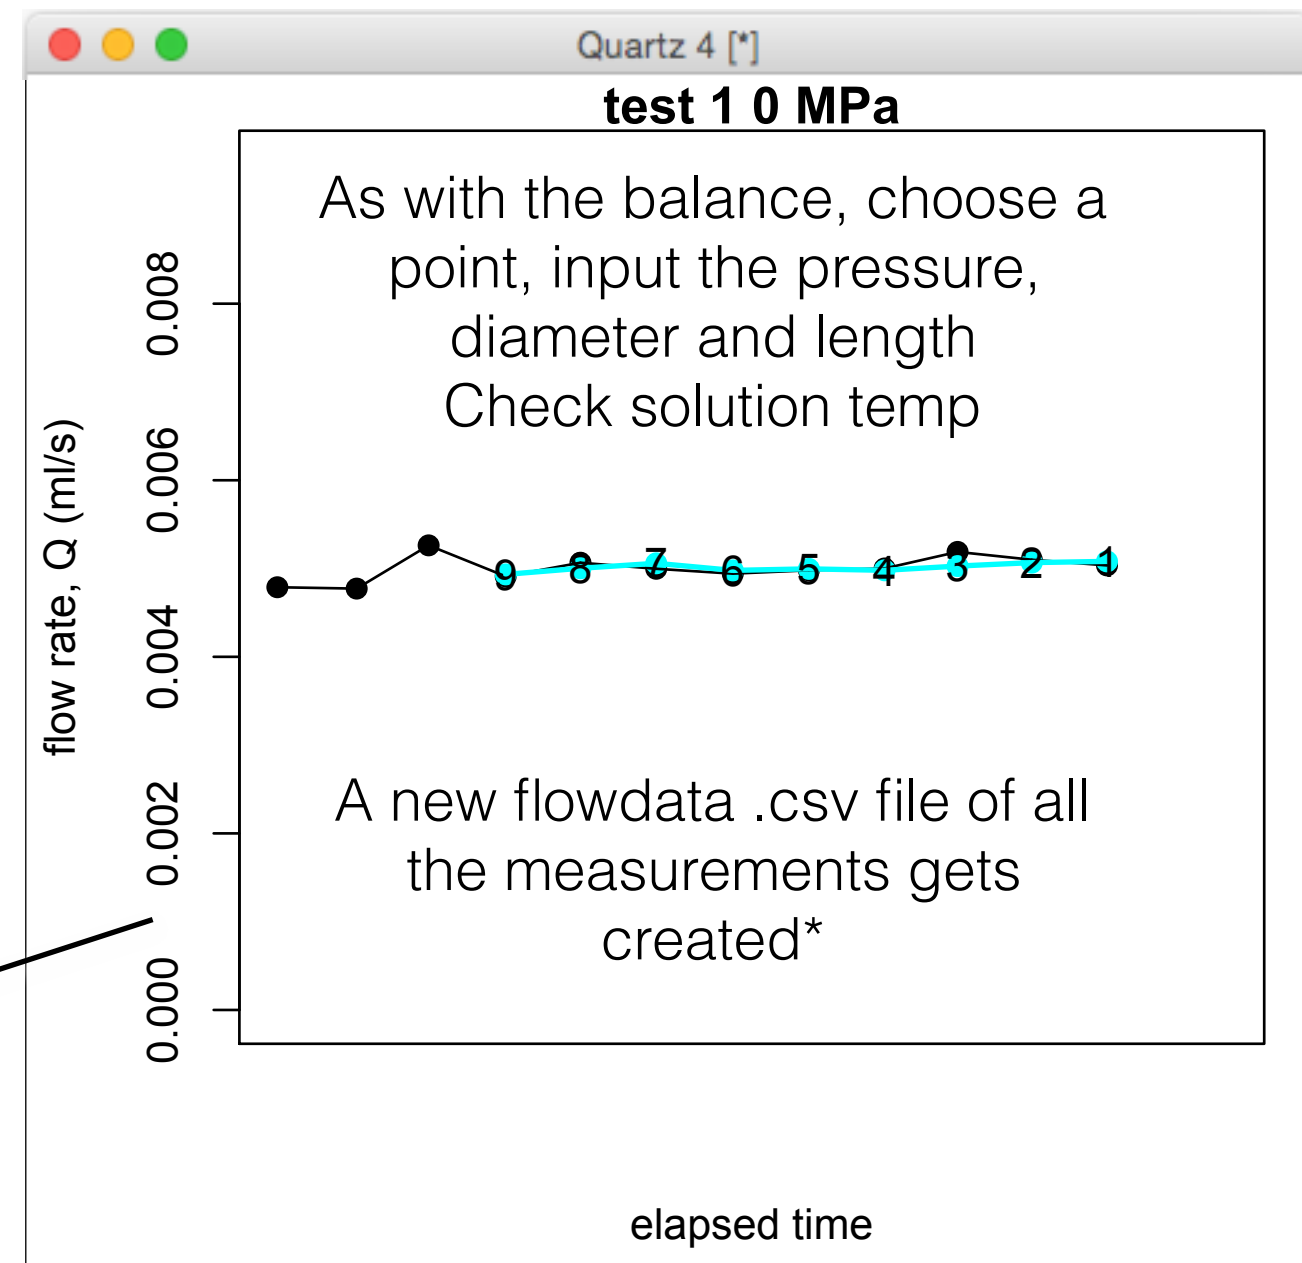 Quartz 4 [*]
test 1 0 MPa
As with the balance, choose a
point, input the pressure,
diameter and length
Check solution temp
flow rate, Q (ml/s)
0.008
0.006
0.004
0.002
0.000
9 8 7 6 5 4 3 2 1
A new flowdata .csv file of all
the measurements gets
created*
elapsed time